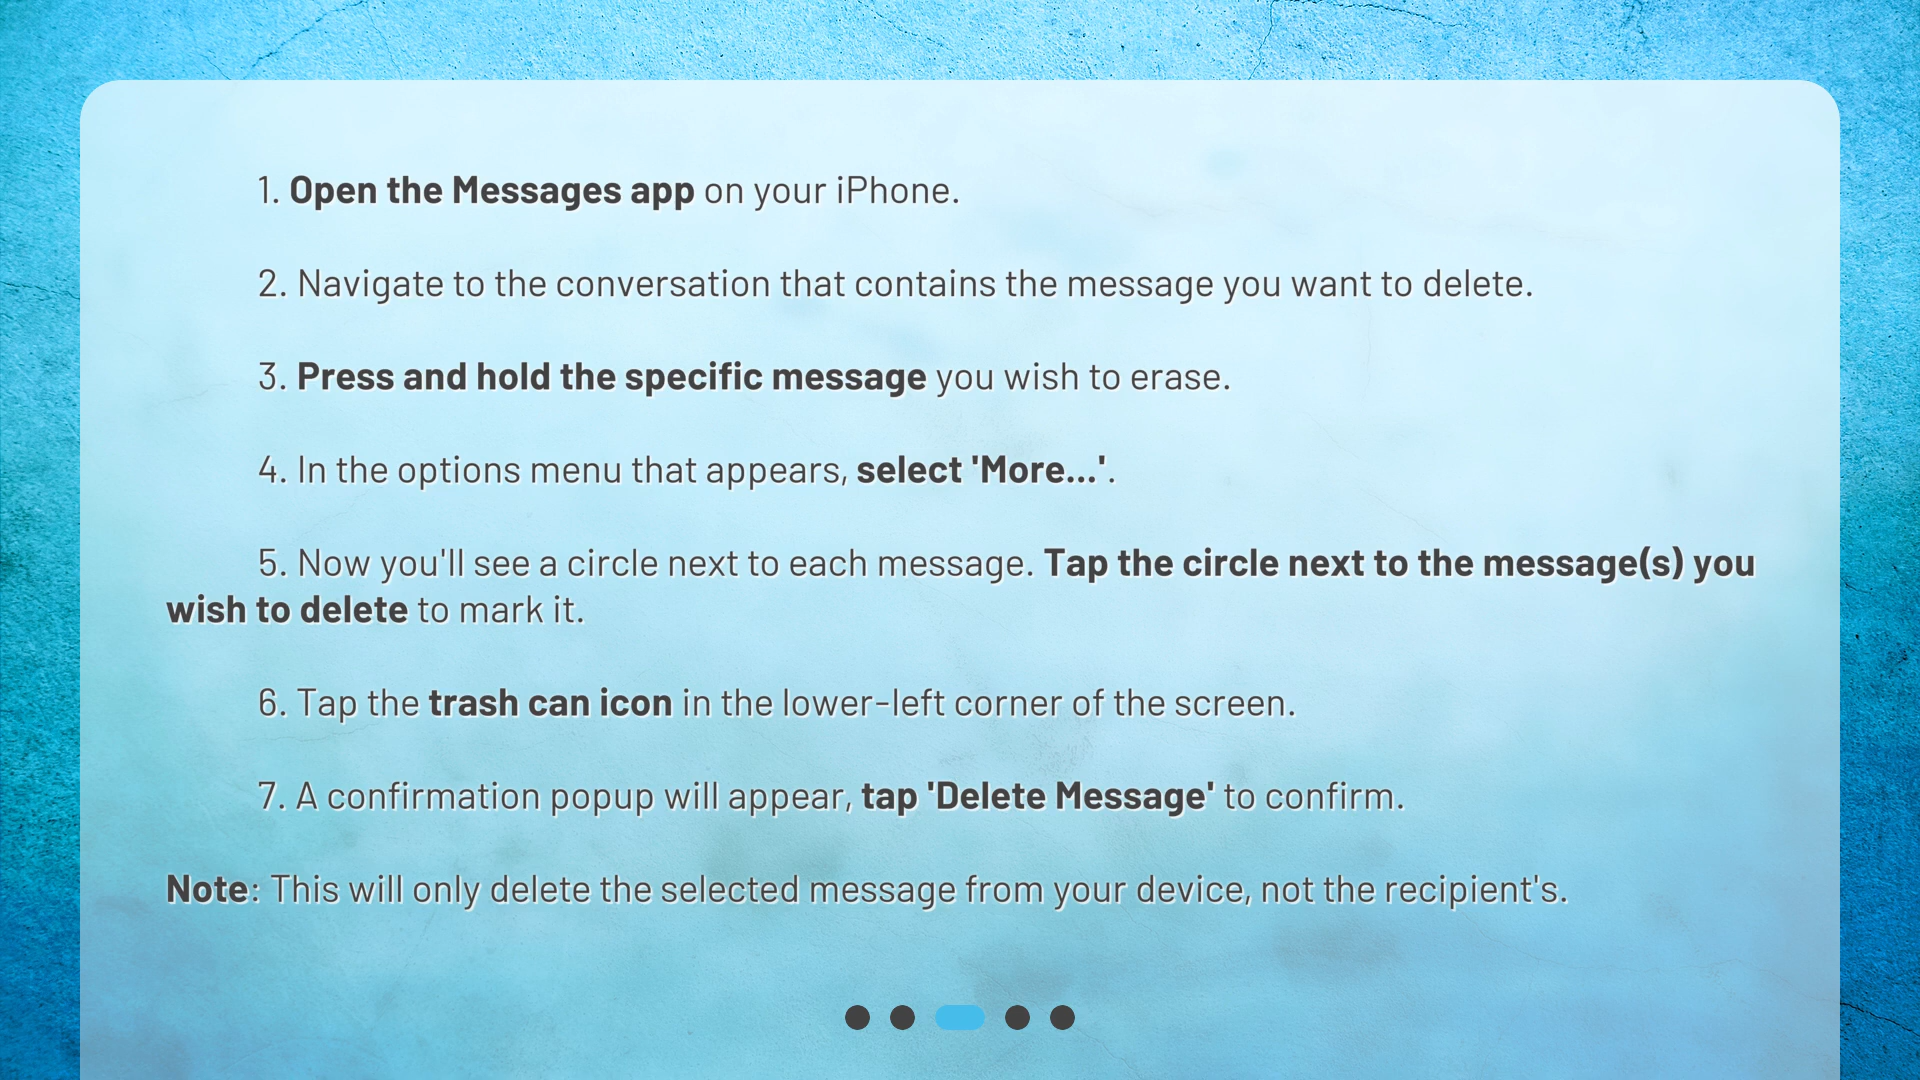 1. Open the Messages app on your iPhone.
2. Navigate to the conversation that contains the message you want to delete.
3. Press and hold the specific message you wish to erase.
4. In the options menu that appears, select 'More...'.
5. Now you'll see a circle next to each message. Tap the circle next to the message(s) you
wish to delete to mark it.
6. Tap the trash can icon in the lower-left corner of the screen.
7. A confirmation popup will appear, tap 'Delete Message' to confirm.
Note: This will only delete the selected message from your device, not the recipient's.